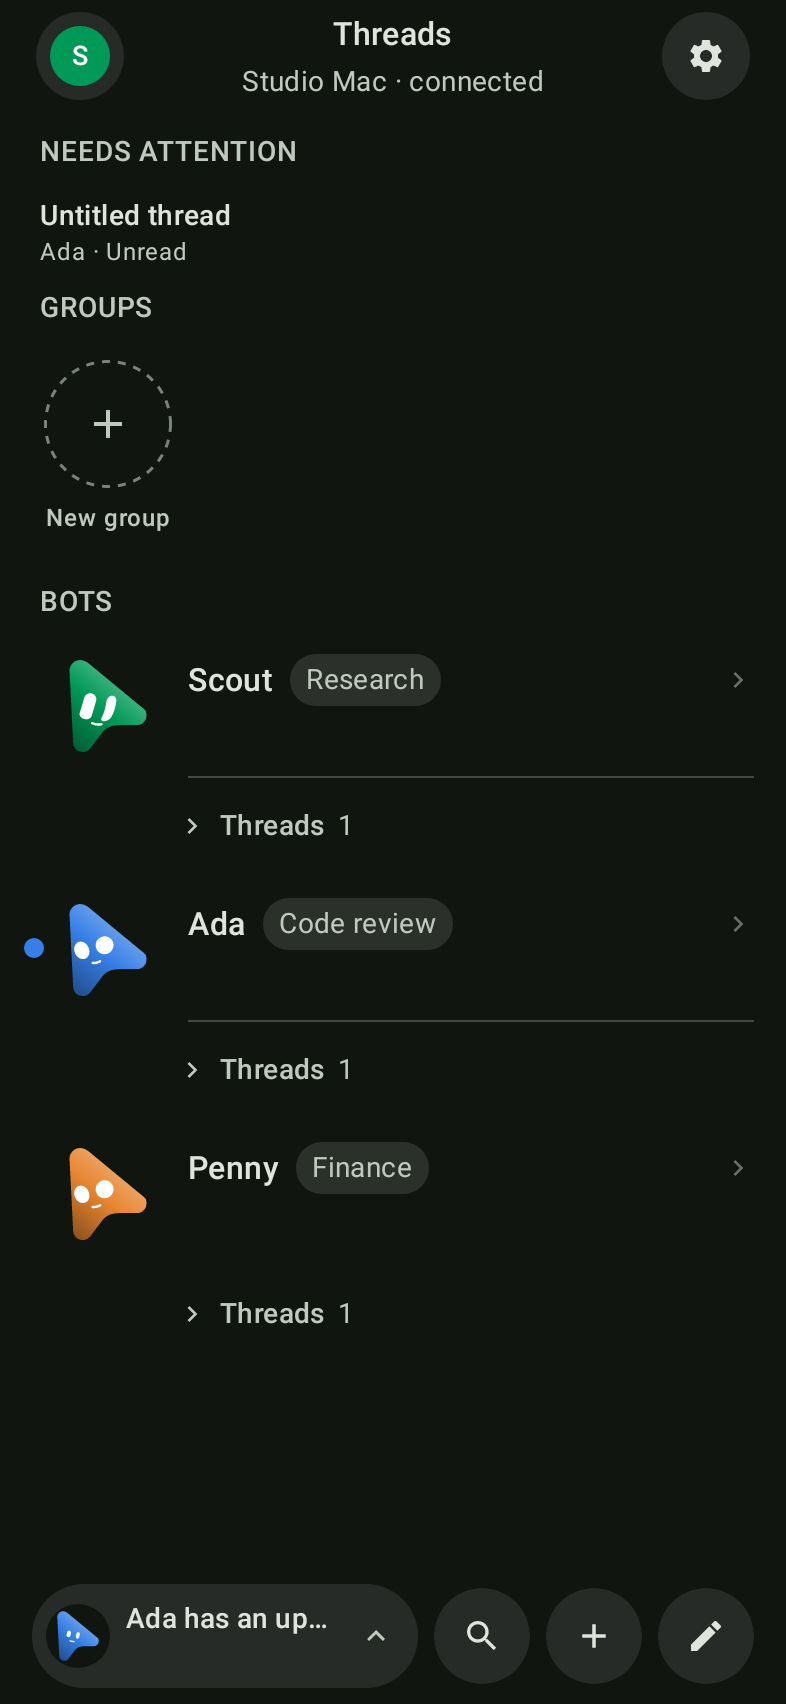 S
Threads
Studio Mac · connected
NEEDS ATTENTION
Untitled thread
Ada · Unread
GROUPS
New group
BOTS
Scout Research
Threads 1
Ada Code review
Threads 1
Penny Finance
Threads 1
Ada has an up…